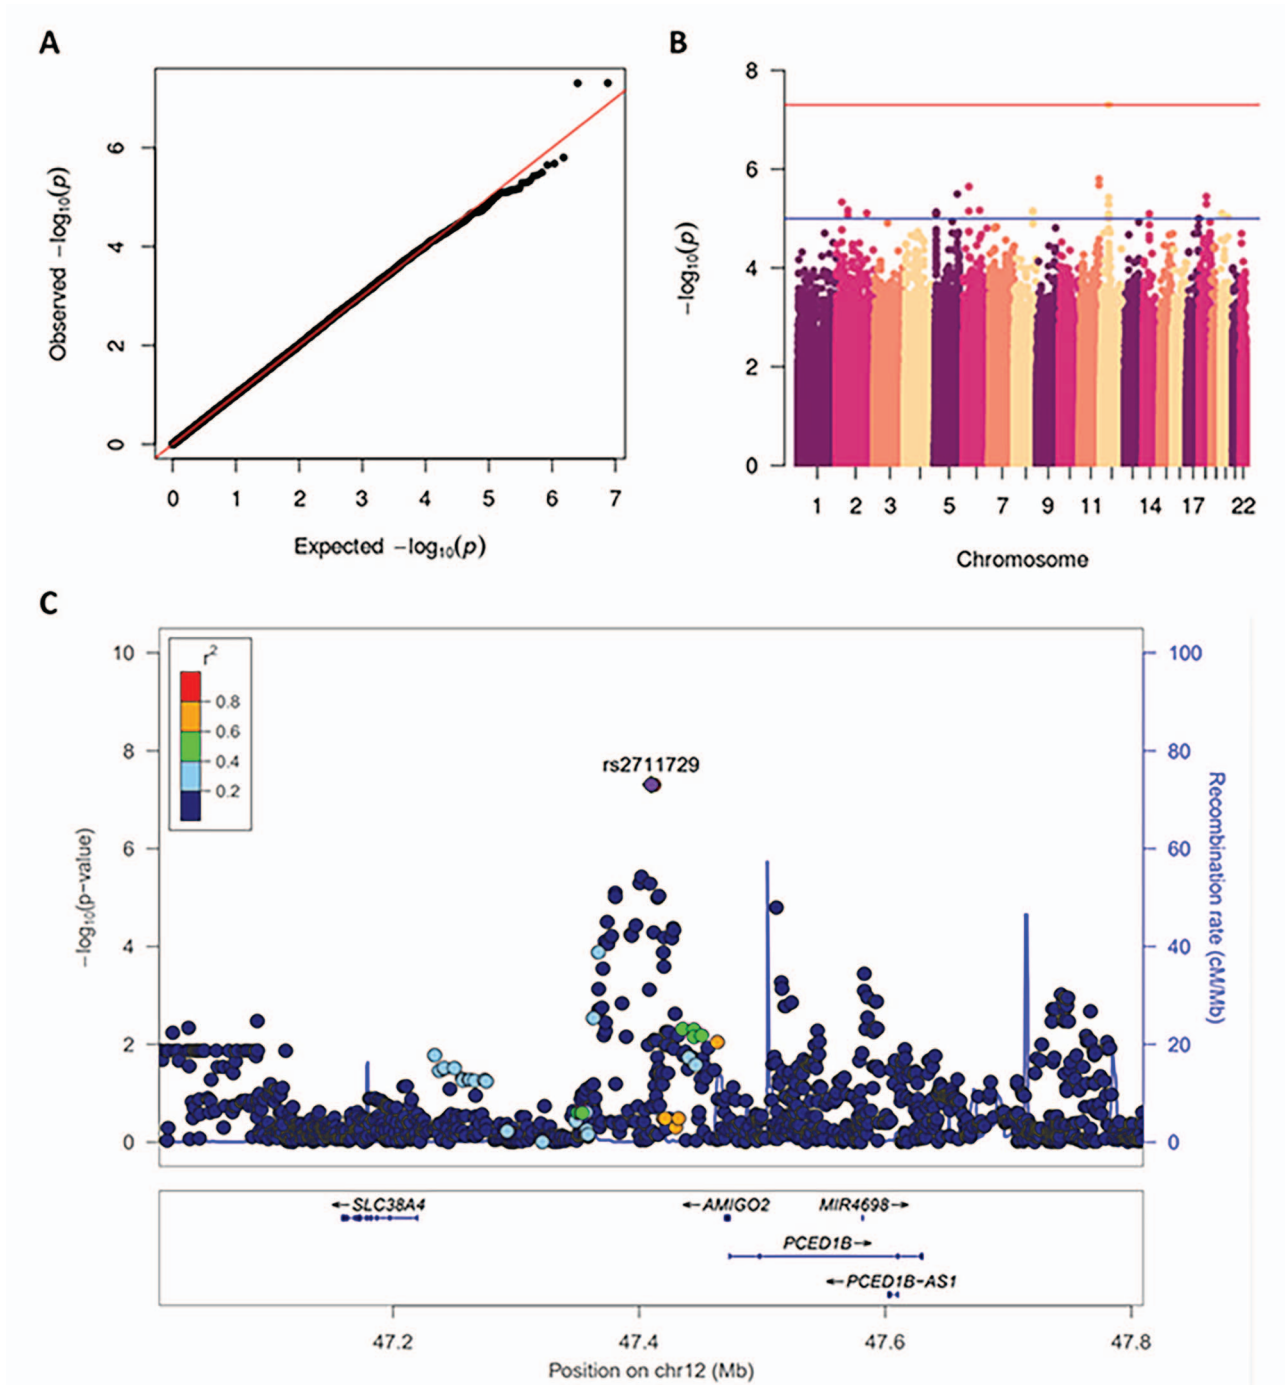 A
B
Observed −log10(p)
6
4
2
0
0 1 2 3 4 5 6 7
Expected −log10(p)
−log10(p)
8
6
4
2
0
1 2 3 5 7 9 11 14 17 22
Chromosome
C
r2
0.8
0.6
0.4
0.2
rs2711729
−log10(p−value)
10
8
6
4
2
0
Recombination rate (cM/Mb)
100
80
60
40
20
0
←SLC38A4
←AMIGO2
MIR4698→
PCED1B→
←PCED1B−AS1
47.2 47.4 47.6 47.8
Position on chr12 (Mb)